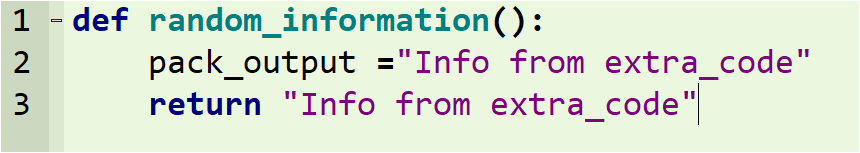 1 def random_information():
2 pack_output ="Info from extra_code"
3 return "Info from extra_code"